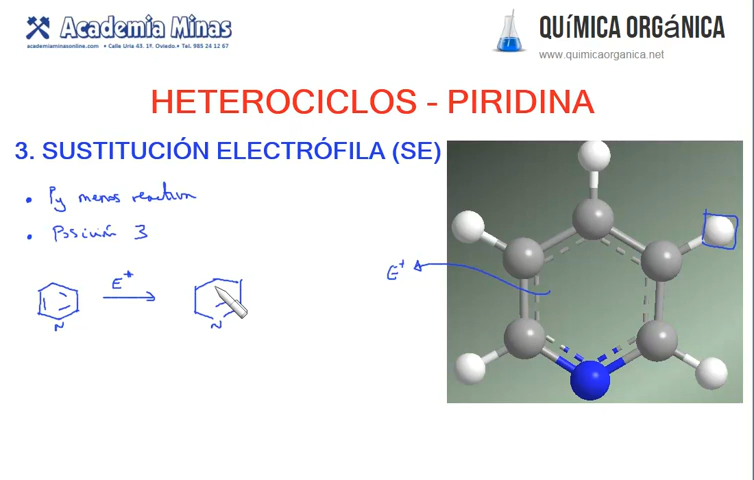 Academia Minas
academiaminasonline.com • Calle Uría 43. 1º. Oviedo • Tel. 985 24 12 67
QUíMICA ORGáNICA
www.quimicaorganica.net
HETEROCICLOS - PIRIDINA
3. SUSTITUCIÓN ELECTRÓFILA (SE)
• Py menos reactiva
• Posición 3
E+
E+
N
N